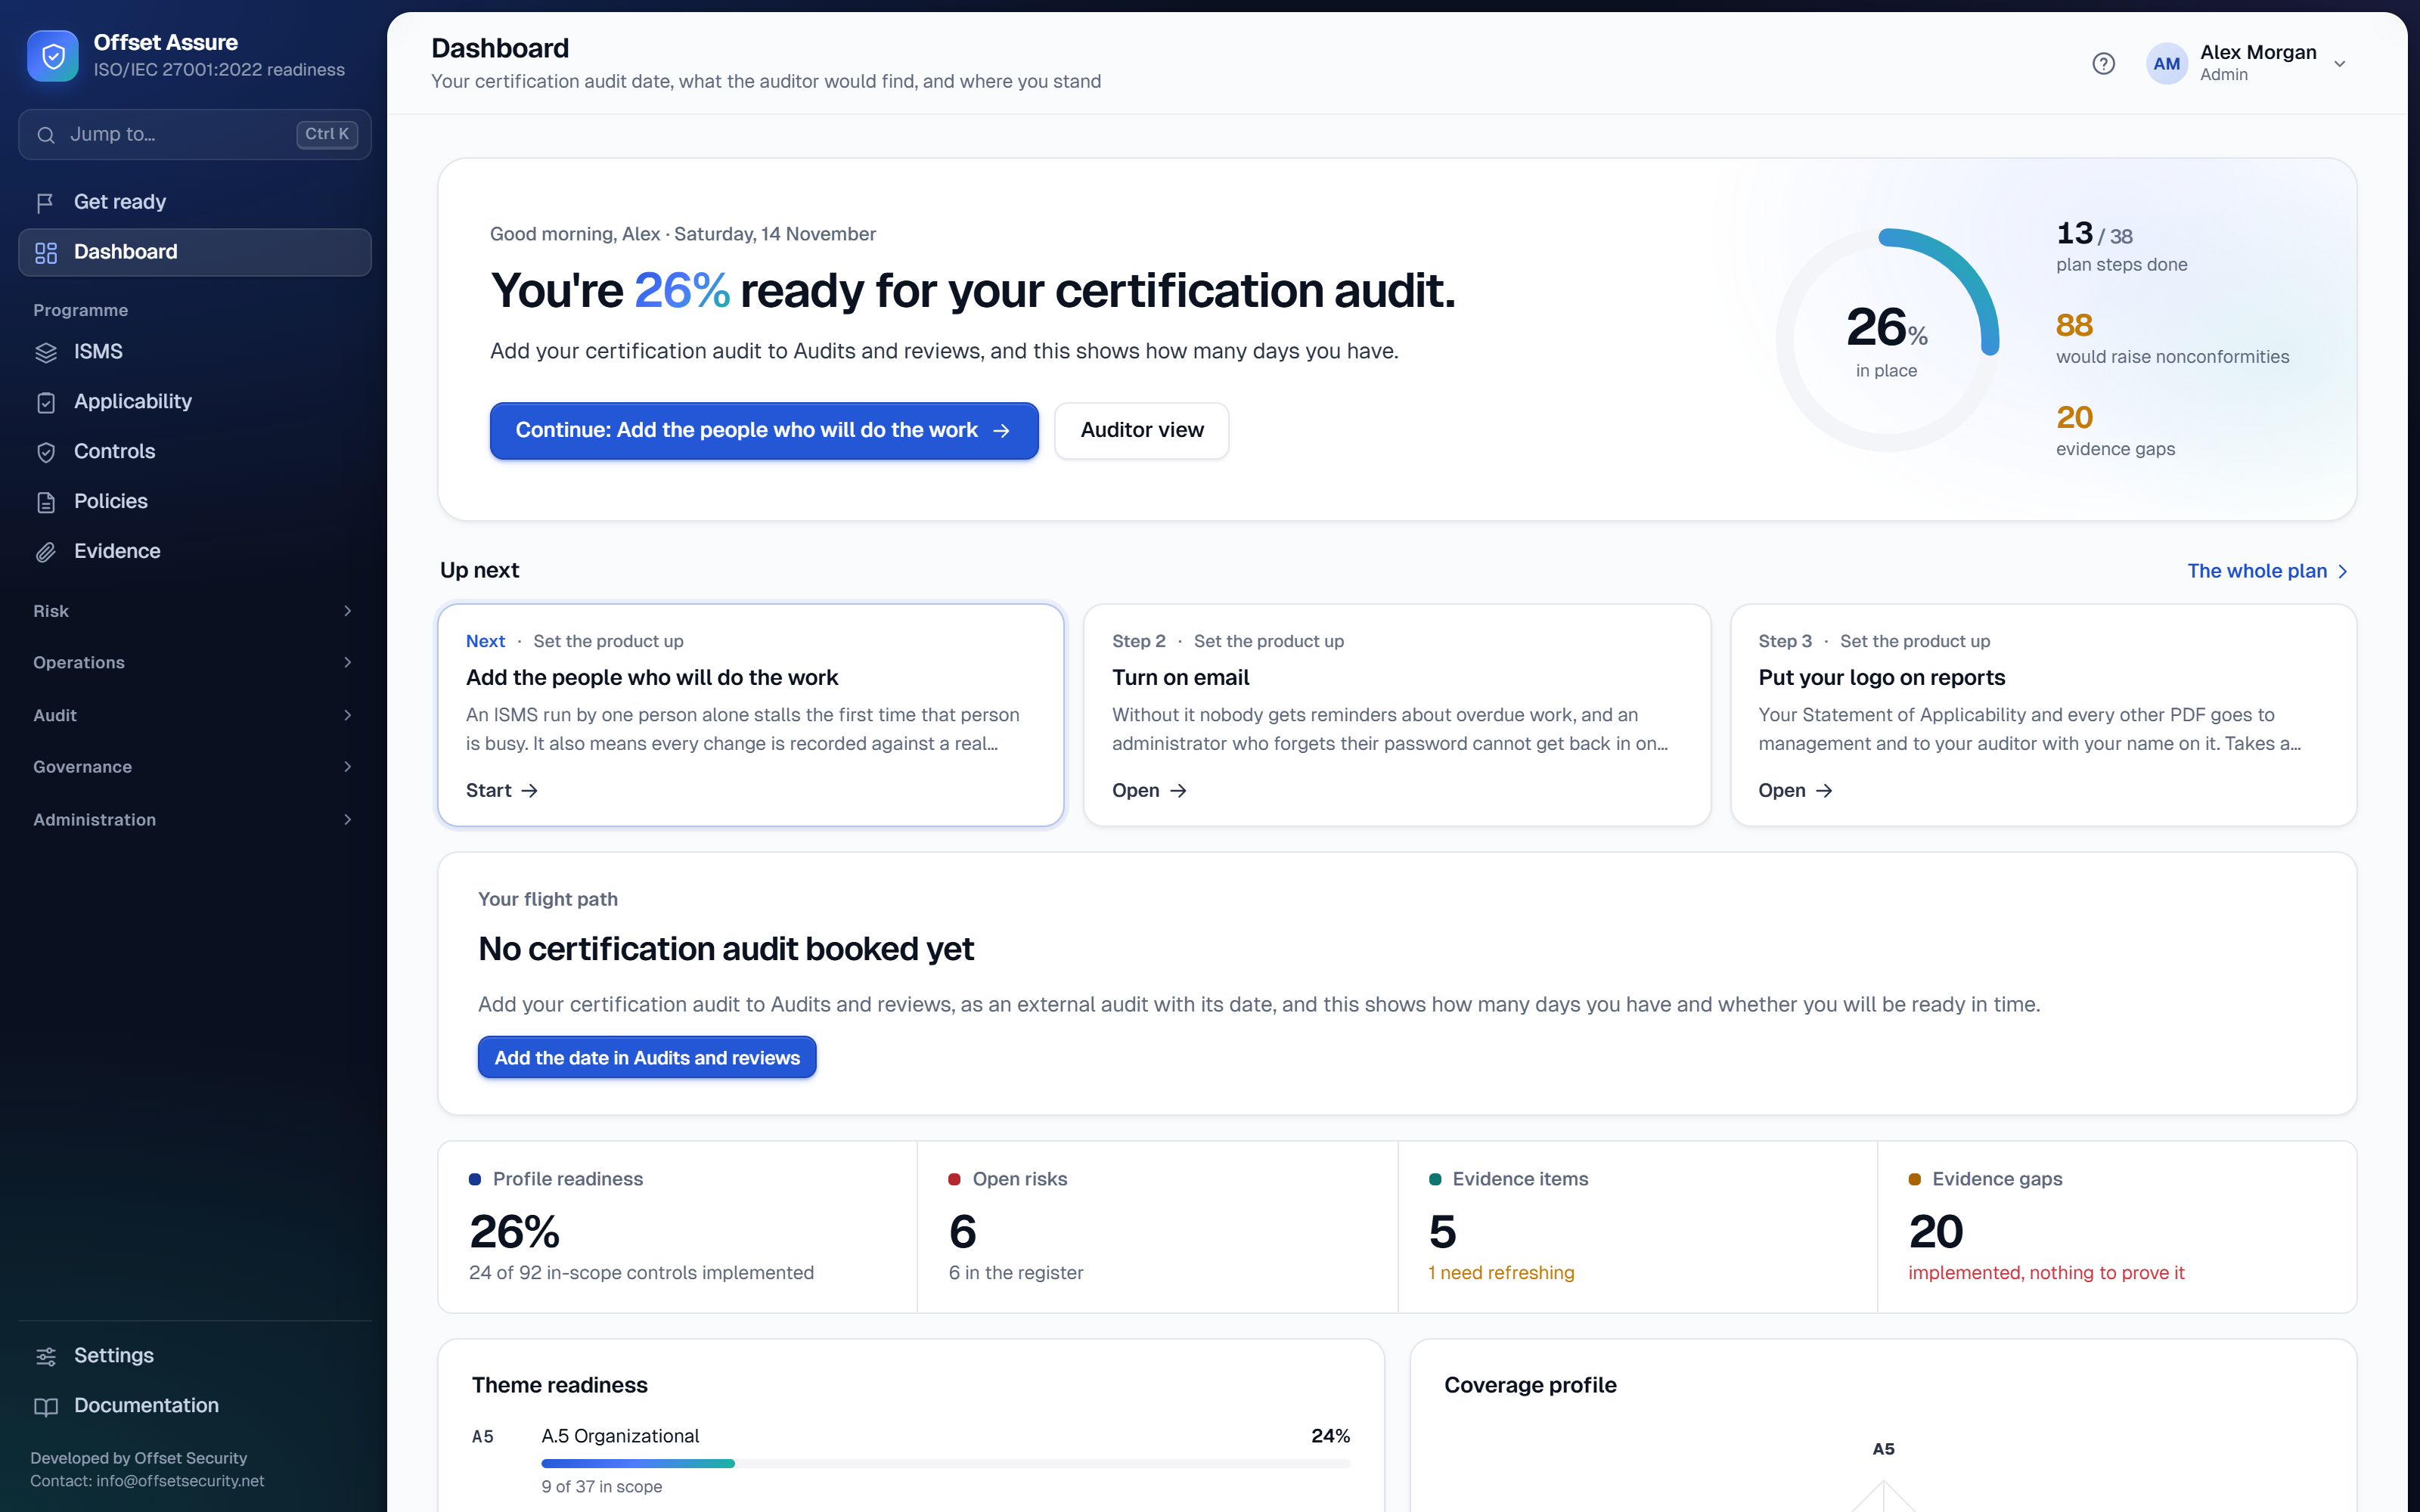 Offset Assure
ISO/IEC 27001:2022 readiness
Jump to...
Ctrl K
Get ready
Dashboard
Programme
ISMS
Applicability
Controls
Policies
Evidence
Risk
Operations
Audit
Governance
Administration
Settings
Documentation
Developed by Offset Security
Contact: info@offsetsecurity.net
Dashboard
Your certification audit date, what the auditor would find, and where you stand
AM
Alex Morgan
Admin
Good morning, Alex · Saturday, 14 November
You're 26% ready for your certification audit.
Add your certification audit to Audits and reviews, and this shows how many days you have.
Continue: Add the people who will do the work →
Auditor view
26%
in place
13 / 38
plan steps done
88
would raise nonconformities
20
evidence gaps
Up next
The whole plan
Next · Set the product up
Add the people who will do the work
An ISMS run by one person alone stalls the first time that person
is busy. It also means every change is recorded against a real...
Start →
Step 2 · Set the product up
Turn on email
Without it nobody gets reminders about overdue work, and an
administrator who forgets their password cannot get back in on...
Open →
Step 3 · Set the product up
Put your logo on reports
Your Statement of Applicability and every other PDF goes to
management and to your auditor with your name on it. Takes a...
Open →
Your flight path
No certification audit booked yet
Add your certification audit to Audits and reviews, as an external audit with its date, and this shows how many days you have and whether you will be ready in time.
Add the date in Audits and reviews
Profile readiness
26%
24 of 92 in-scope controls implemented
Open risks
6
6 in the register
Evidence items
5
1 need refreshing
Evidence gaps
20
implemented, nothing to prove it
Theme readiness
A5
A.5 Organizational
24%
9 of 37 in scope
Coverage profile
A5